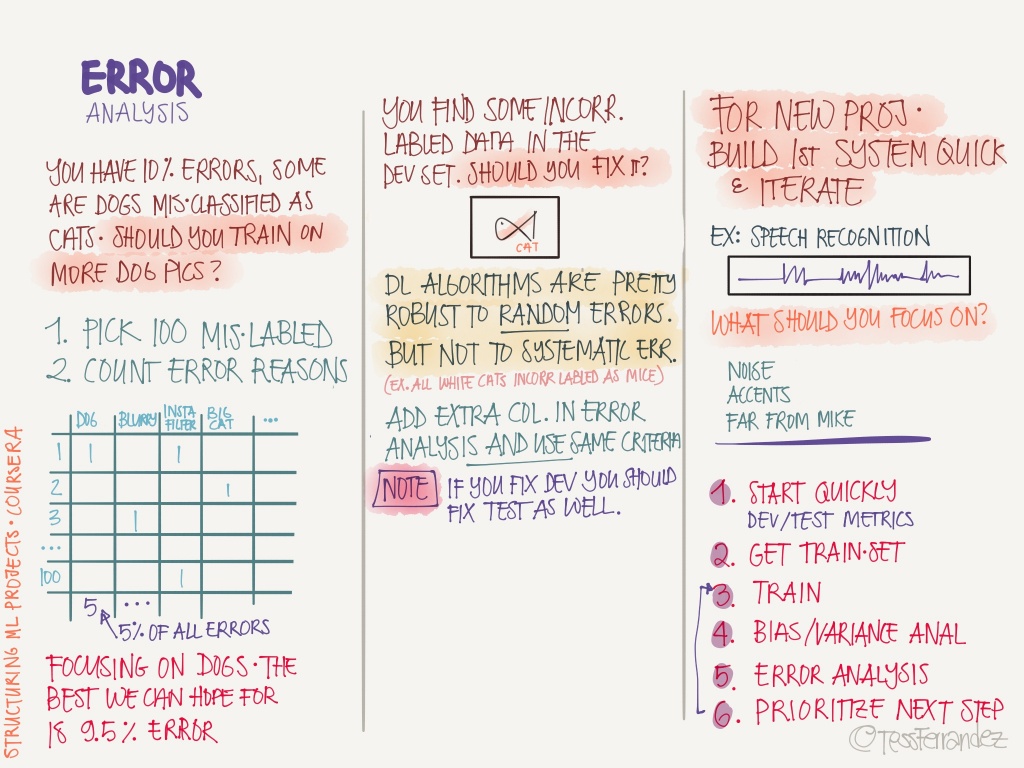 ERROR
ANALYSIS
YOU HAVE 10% ERRORS, SOME
ARE DOGS MIS·CLASSIFIED AS
CATS. SHOULD YOU TRAIN ON
MORE DOG PICS?
1. PICK 100 MIS·LABLED
2. COUNT ERROR REASONS
DOG BLURRY INSTA FILTER BIG CAT ...
1 1 1
2 1
3 1
...
100 1
5 ...
5% OF ALL ERRORS
FOCUSING ON DOGS · THE
BEST WE CAN HOPE FOR
IS 9.5% ERROR
STRUCTURING ML PROJECTS · COURSERA
YOU FIND SOME INCORR.
LABLED DATA IN THE
DEV SET. SHOULD YOU FIX IT?
CAT
DL ALGORITHMS ARE PRETTY
ROBUST TO RANDOM ERRORS.
BUT NOT TO SYSTEMATIC ERR.
(EX. ALL WHITE CATS INCORR LABLED AS MICE)
ADD EXTRA COL. IN ERROR
ANALYSIS AND USE SAME CRITERIA
NOTE IF YOU FIX DEV YOU SHOULD
FIX TEST AS WELL.
FOR NEW PROJ.
BUILD 1st SYSTEM QUICK
& ITERATE
EX: SPEECH RECOGNITION
WHAT SHOULD YOU FOCUS ON?
NOISE
ACCENTS
FAR FROM MIKE
1. START QUICKLY
DEV/TEST METRICS
2. GET TRAIN·SET
3. TRAIN
4. BIAS/VARIANCE ANAL
5. ERROR ANALYSIS
6. PRIORITIZE NEXT STEP
©TessFerrandez